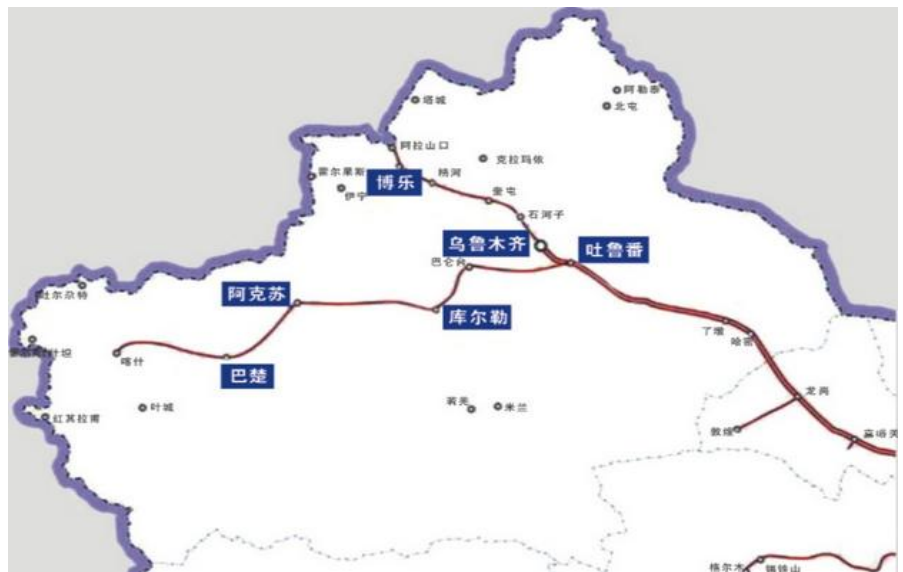 阿勒泰
塔城
北屯
阿拉山口
克拉玛依
霍尔果斯
博乐
精河
伊宁
奎屯
石河子
乌鲁木齐
吐鲁番
巴仑台
吐尔尕特
阿克苏
库尔勒
了墩
哈密
喀什
巴楚
龙岗
叶城
若羌
米兰
红其拉甫
敦煌
嘉峪关
格尔木
锡铁山